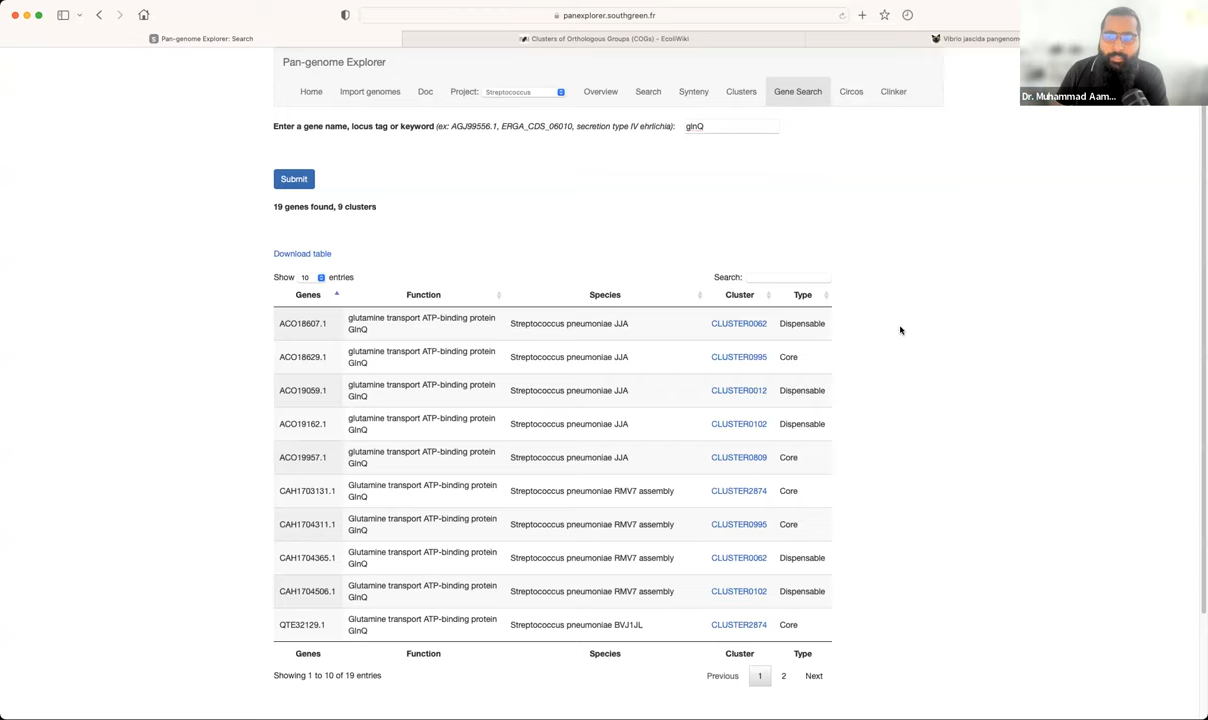 panexplorer.southgreen.fr
Pan-genome Explorer: Search
Clusters of Orthologous Groups (COGs) - EcoliWiki
Vibrio jascida pangenom
Dr. Muhammad Aam...
Pan-genome Explorer
Home Import genomes Doc Project: Streptococcus Overview Search Synteny Clusters Gene Search Circos Clinker
Enter a gene name, locus tag or keyword (ex: AGJ99556.1, ERGA_CDS_06010, secretion type IV ehrlichia): glnQ
Submit
19 genes found, 9 clusters
Download table
Show 10 entries Search:
Genes Function Species Cluster Type
ACO18607.1 glutamine transport ATP-binding protein GlnQ Streptococcus pneumoniae JJA CLUSTER0062 Dispensable
ACO18629.1 glutamine transport ATP-binding protein GlnQ Streptococcus pneumoniae JJA CLUSTER0995 Core
ACO19059.1 glutamine transport ATP-binding protein GlnQ Streptococcus pneumoniae JJA CLUSTER0012 Dispensable
ACO19162.1 glutamine transport ATP-binding protein GlnQ Streptococcus pneumoniae JJA CLUSTER0102 Dispensable
ACO19957.1 glutamine transport ATP-binding protein GlnQ Streptococcus pneumoniae JJA CLUSTER0809 Core
CAH1703131.1 Glutamine transport ATP-binding protein GlnQ Streptococcus pneumoniae RMV7 assembly CLUSTER2874 Core
CAH1704311.1 Glutamine transport ATP-binding protein GlnQ Streptococcus pneumoniae RMV7 assembly CLUSTER0995 Core
CAH1704365.1 Glutamine transport ATP-binding protein GlnQ Streptococcus pneumoniae RMV7 assembly CLUSTER0062 Dispensable
CAH1704506.1 Glutamine transport ATP-binding protein GlnQ Streptococcus pneumoniae RMV7 assembly CLUSTER0102 Dispensable
QTE32129.1 Glutamine transport ATP-binding protein GlnQ Streptococcus pneumoniae BVJ1JL CLUSTER2874 Core
Genes Function Species Cluster Type
Showing 1 to 10 of 19 entries Previous 1 2 Next